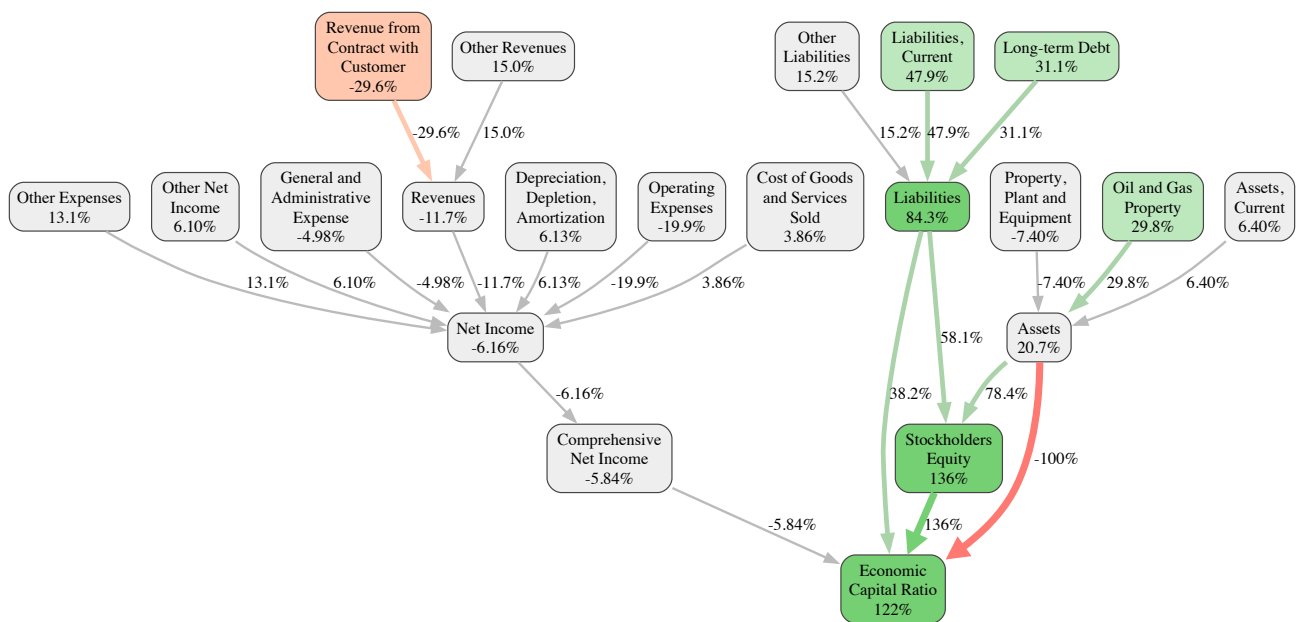 Revenue from
Contract with
Customer
-29.6%
Other Revenues
15.0%
Other
Liabilities
15.2%
Liabilities,
Current
47.9%
Long-term Debt
31.1%
-29.6%
15.0%
15.2%
47.9%
31.1%
Other Expenses
13.1%
Other Net
Income
6.10%
General and
Administrative
Expense
-4.98%
Revenues
-11.7%
Depreciation,
Depletion,
Amortization
6.13%
Operating
Expenses
-19.9%
Cost of Goods
and Services
Sold
3.86%
Liabilities
84.3%
Property,
Plant and
Equipment
-7.40%
Oil and Gas
Property
29.8%
Assets,
Current
6.40%
13.1%
6.10%
-4.98%
-11.7%
6.13%
-19.9%
3.86%
-7.40%
29.8%
6.40%
Net Income
-6.16%
58.1%
Assets
20.7%
-6.16%
38.2%
78.4%
Comprehensive
Net Income
-5.84%
Stockholders
Equity
136%
-100%
-5.84%
136%
Economic
Capital Ratio
122%